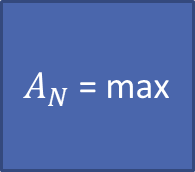 A_N = max